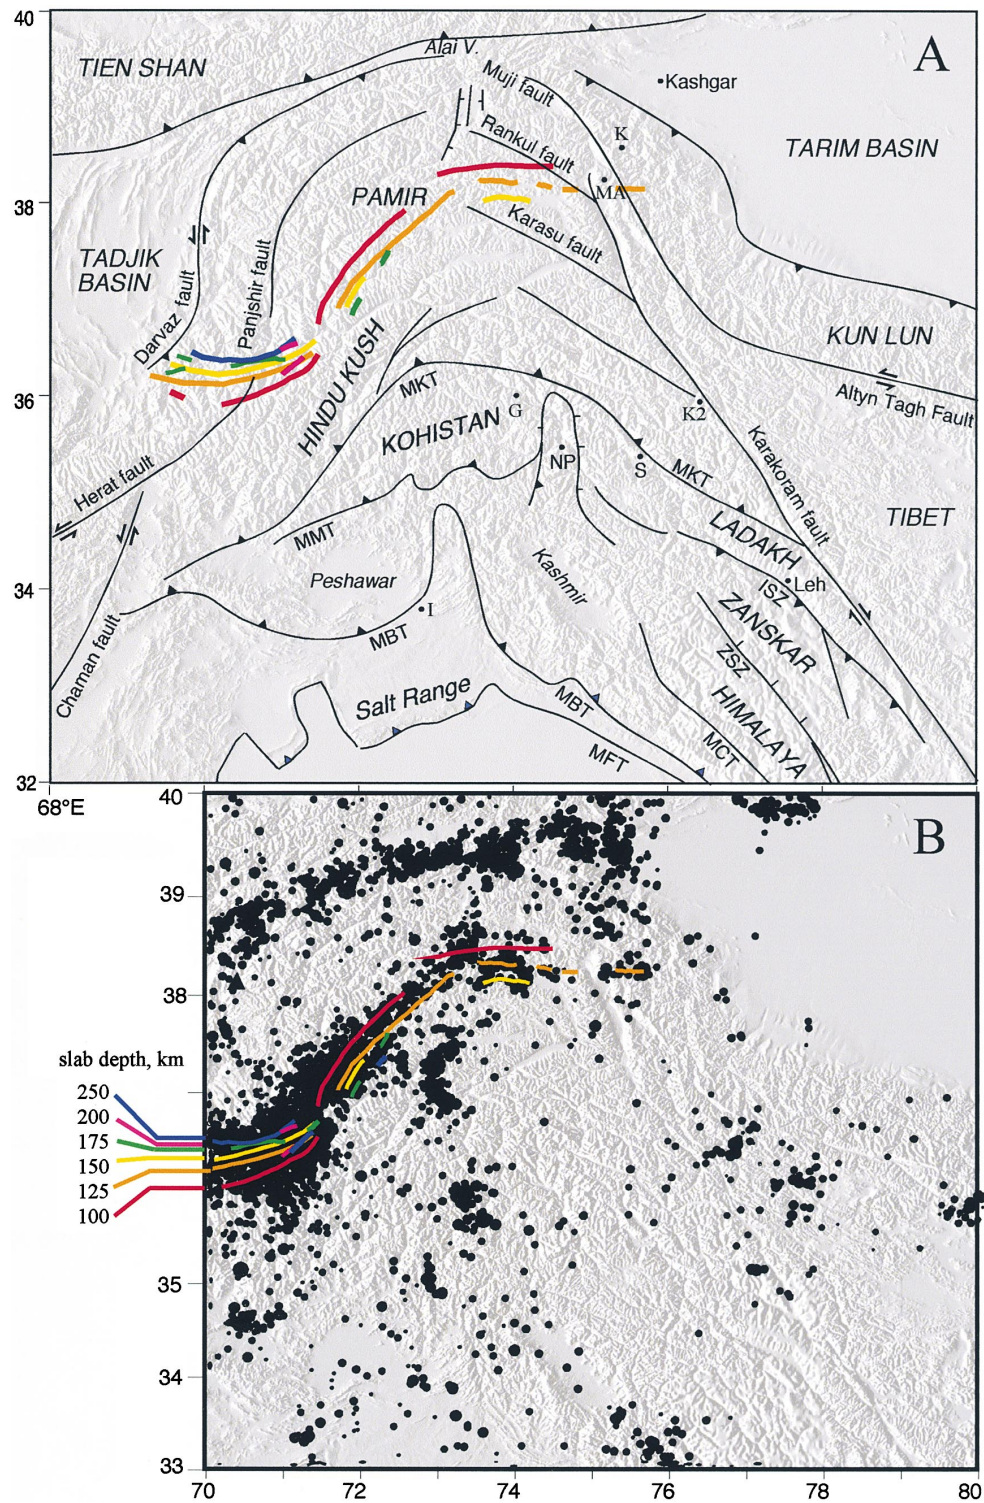 40
A
Alai V.
TIEN SHAN
Muji fault
Kashgar
K
Rankul fault
TARIM BASIN
MA
38
PAMIR
Karasu fault
TADJIK
BASIN
Darvaz fault
Panjshir fault
KUN LUN
HINDU KUSH
Altyn Tagh Fault
36
MKT
G
K2
KOHISTAN
Karakoram fault
NP
S
MKT
Herat fault
TIBET
LADAKH
MMT
Peshawar
Kashmir
34
ISZ
Leh
I
ZANSKAR
MBT
Chaman fault
ZSZ
Salt Range
MBT
HIMALAYA
MFT
MCT
32
68°E
40
B
39
38
slab depth, km
250
200
175
150
125
100
35
34
33
70
72
74
76
78
80